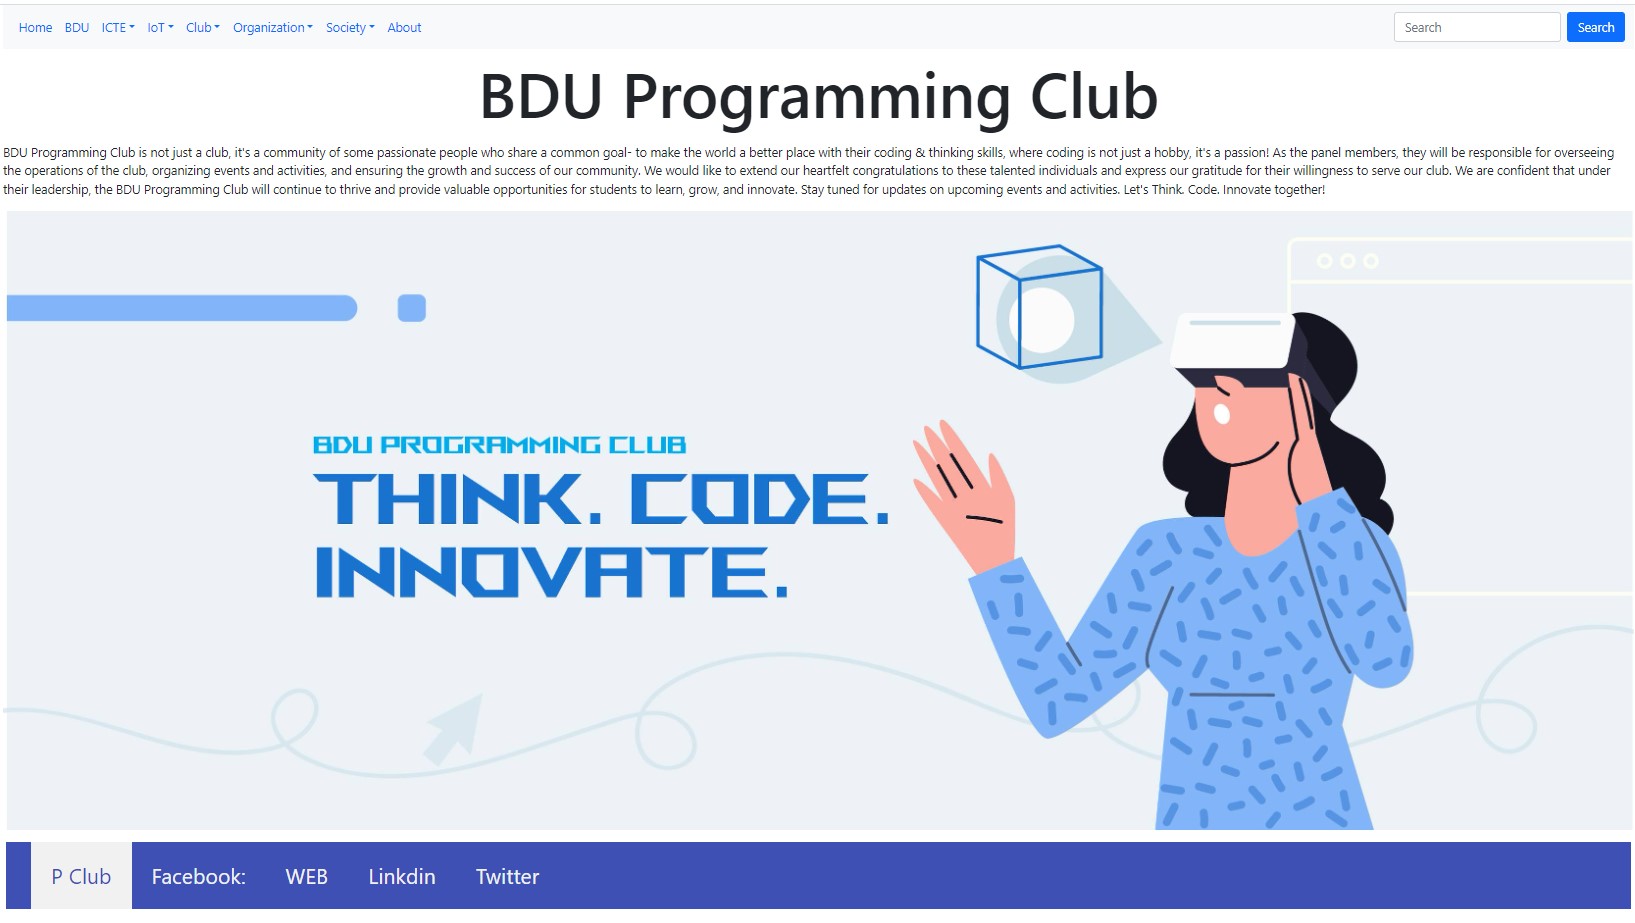 Home BDU ICTE IoT Club Organization Society About Search Search
BDU Programming Club
BDU Programming Club is not just a club, it's a community of some passionate people who share a common goal- to make the world a better place with their coding & thinking skills, where coding is not just a hobby, it's a passion! As the panel members, they will be responsible for overseeing
the operations of the club, organizing events and activities, and ensuring the growth and success of our community. We would like to extend our heartfelt congratulations to these talented individuals and express our gratitude for their willingness to serve our club. We are confident that under
their leadership, the BDU Programming Club will continue to thrive and provide valuable opportunities for students to learn, grow, and innovate. Stay tuned for updates on upcoming events and activities. Let's Think. Code. Innovate together!
BDU PROGRAMMING CLUB
THINK. CODE.
INNOVATE.
P Club Facebook: WEB Linkdin Twitter